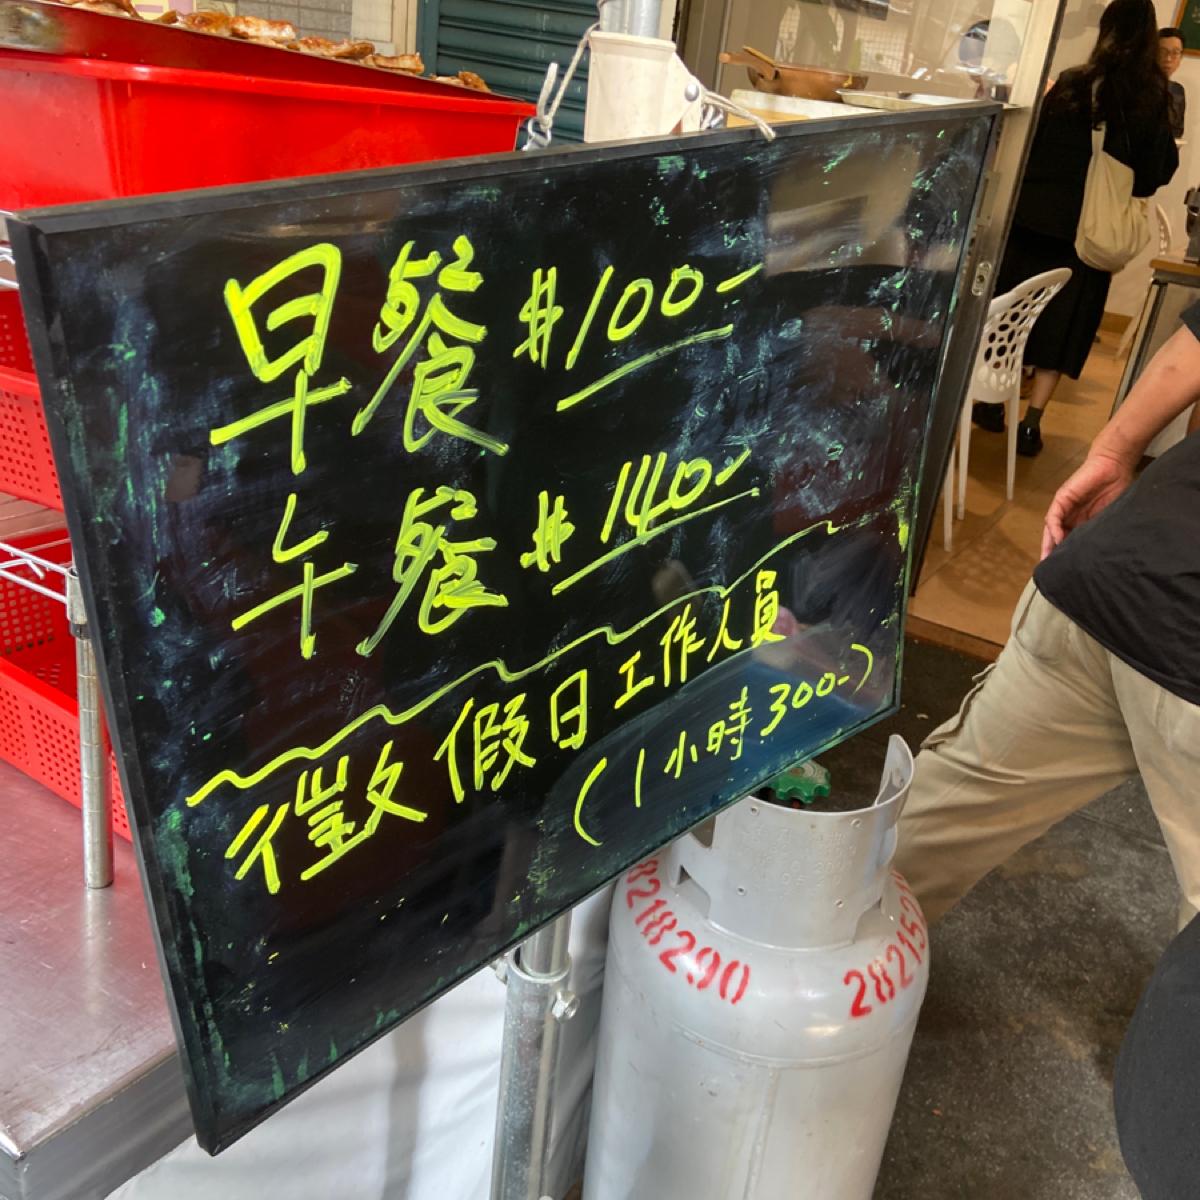 早餐 $100-
午餐 $140-
徵 假日工作人員
(1小時300-)
8218290